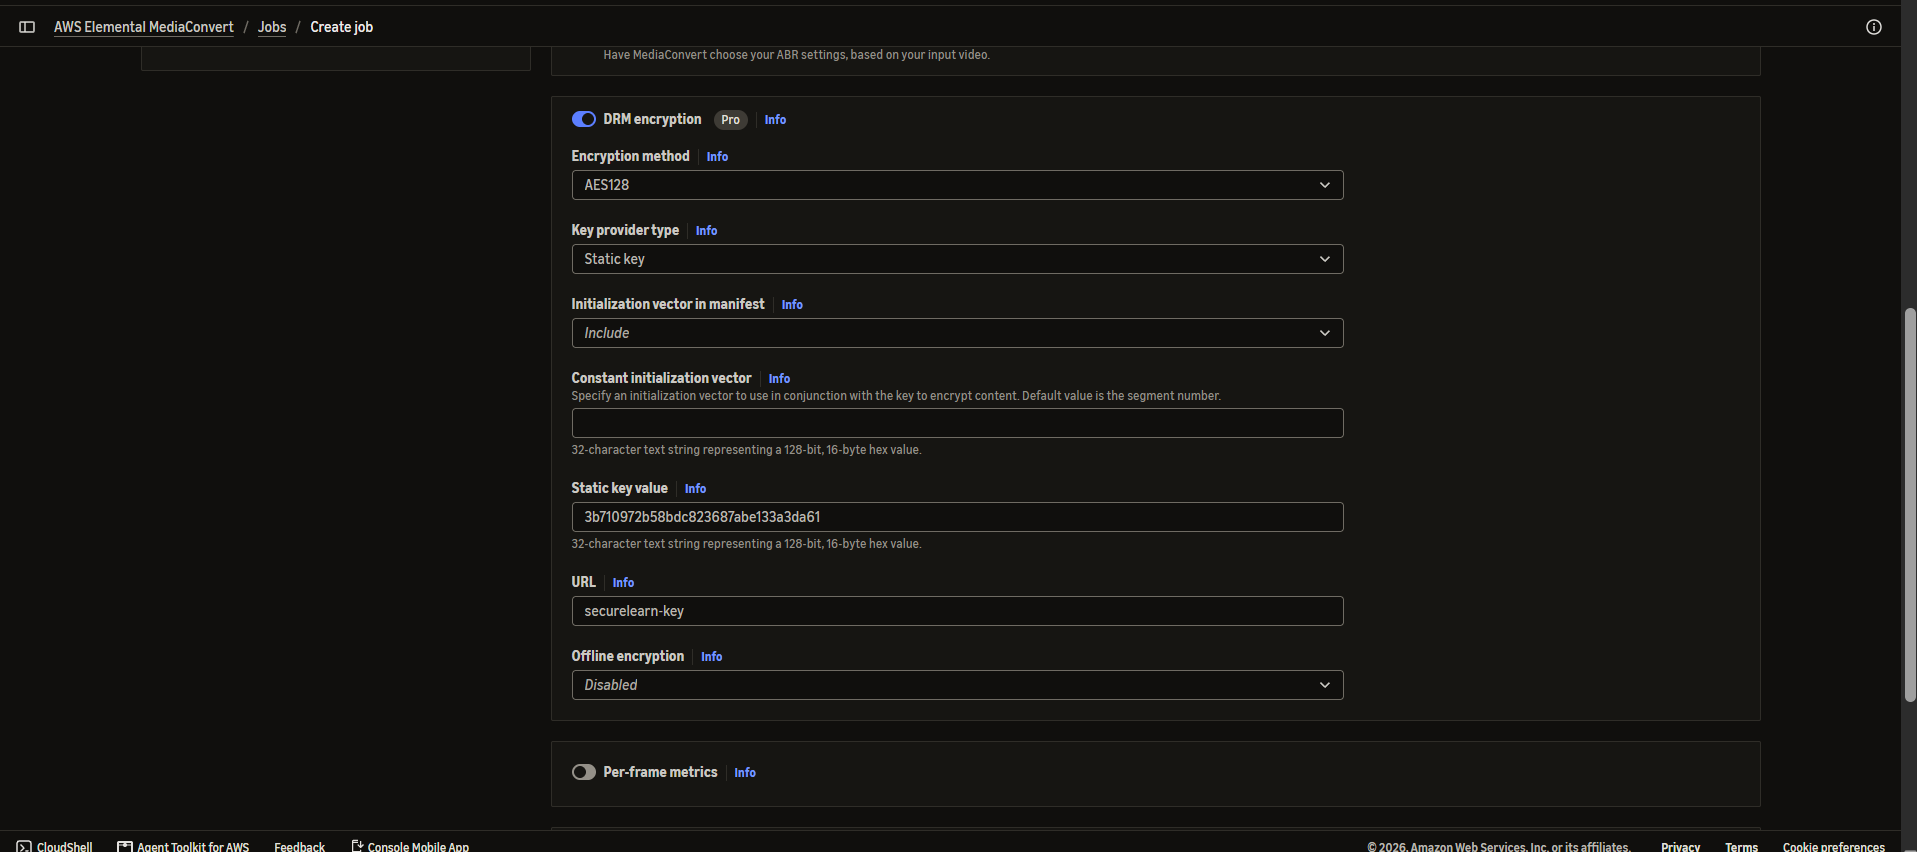 AWS Elemental MediaConvert / Jobs / Create job
Have MediaConvert choose your ABR settings, based on your input video.
DRM encryption Pro Info
Encryption method Info
AES128
Key provider type Info
Static key
Initialization vector in manifest Info
Include
Constant initialization vector Info
Specify an initialization vector to use in conjunction with the key to encrypt content. Default value is the segment number.
32-character text string representing a 128-bit, 16-byte hex value.
Static key value Info
3b710972b58bdc823687abe133a3da61
32-character text string representing a 128-bit, 16-byte hex value.
URL Info
securelearn-key
Offline encryption Info
Disabled
Per-frame metrics Info
CloudShell Agent Toolkit for AWS Feedback Console Mobile App © 2026, Amazon Web Services, Inc. or its affiliates. Privacy Terms Cookie preferences